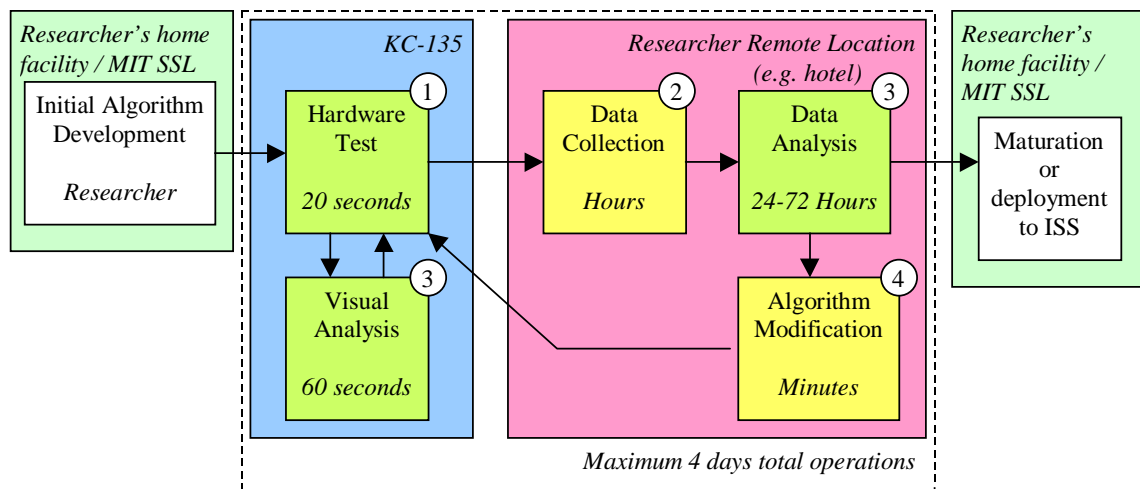 Researcher's home
facility / MIT SSL
Initial Algorithm
Development
Researcher
KC-135
1
Hardware
Test
20 seconds
3
Visual
Analysis
60 seconds
Researcher Remote Location
(e.g. hotel)
2
Data
Collection
Hours
3
Data
Analysis
24-72 Hours
4
Algorithm
Modification
Minutes
Maximum 4 days total operations
Researcher's
home facility /
MIT SSL
Maturation
or
deployment
to ISS